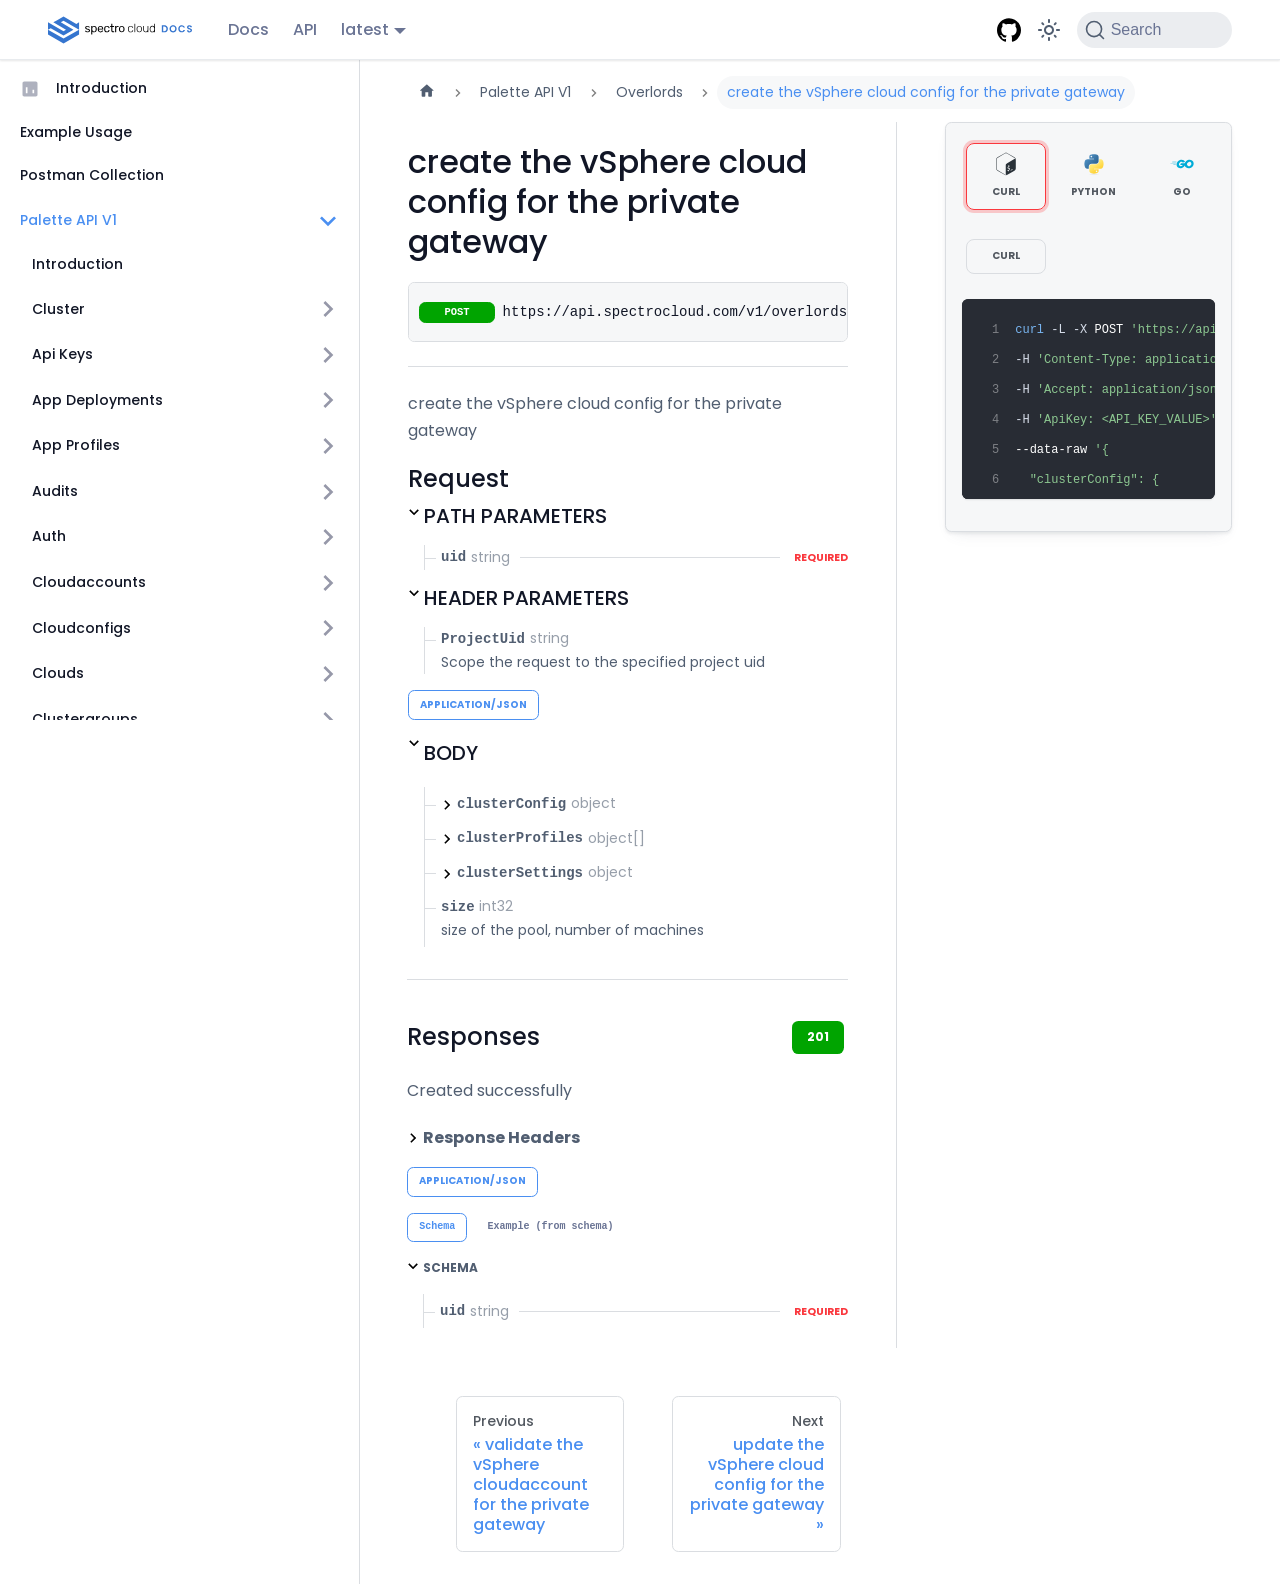 spectro cloud DOCS
Docs
API
latest
Search
Introduction
Example Usage
Postman Collection
Palette API V1
Introduction
Cluster
Api Keys
App Deployments
App Profiles
Audits
Auth
Cloudaccounts
Cloudconfigs
Clouds
Clustergroups
Palette API V1
Overlords
create the vSphere cloud config for the private gateway
create the vSphere cloud
config for the private
gateway
POST https://api.spectrocloud.com/v1/overlords
create the vSphere cloud config for the private
gateway
Request
PATH PARAMETERS
uid string REQUIRED
HEADER PARAMETERS
ProjectUid string
Scope the request to the specified project uid
APPLICATION/JSON
BODY
clusterConfig object
clusterProfiles object[]
clusterSettings object
size int32
size of the pool, number of machines
Responses
201
Created successfully
Response Headers
APPLICATION/JSON
Schema
Example (from schema)
SCHEMA
uid string REQUIRED
CURL
PYTHON
GO
CURL
1 curl -L -X POST 'https://api
2 -H 'Content-Type: applicatio
3 -H 'Accept: application/json
4 -H 'ApiKey: <API_KEY_VALUE>'
5 --data-raw '{
6 "clusterConfig": {
Previous
« validate the
vSphere
cloudaccount
for the private
gateway
Next
update the
vSphere cloud
config for the
private gateway
»